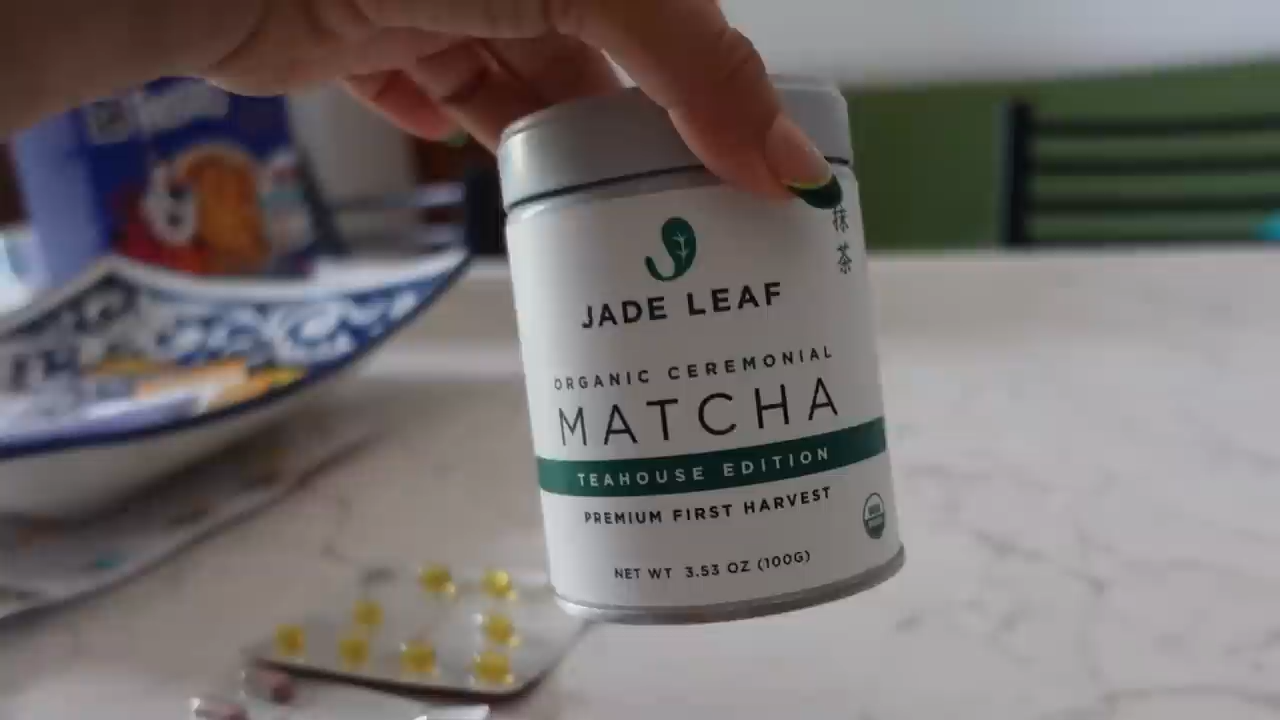 抹
茶
JADE LEAF
ORGANIC CEREMONIAL
MATCHA
TEAHOUSE EDITION
PREMIUM FIRST HARVEST
NET WT 3.53 OZ (100G)